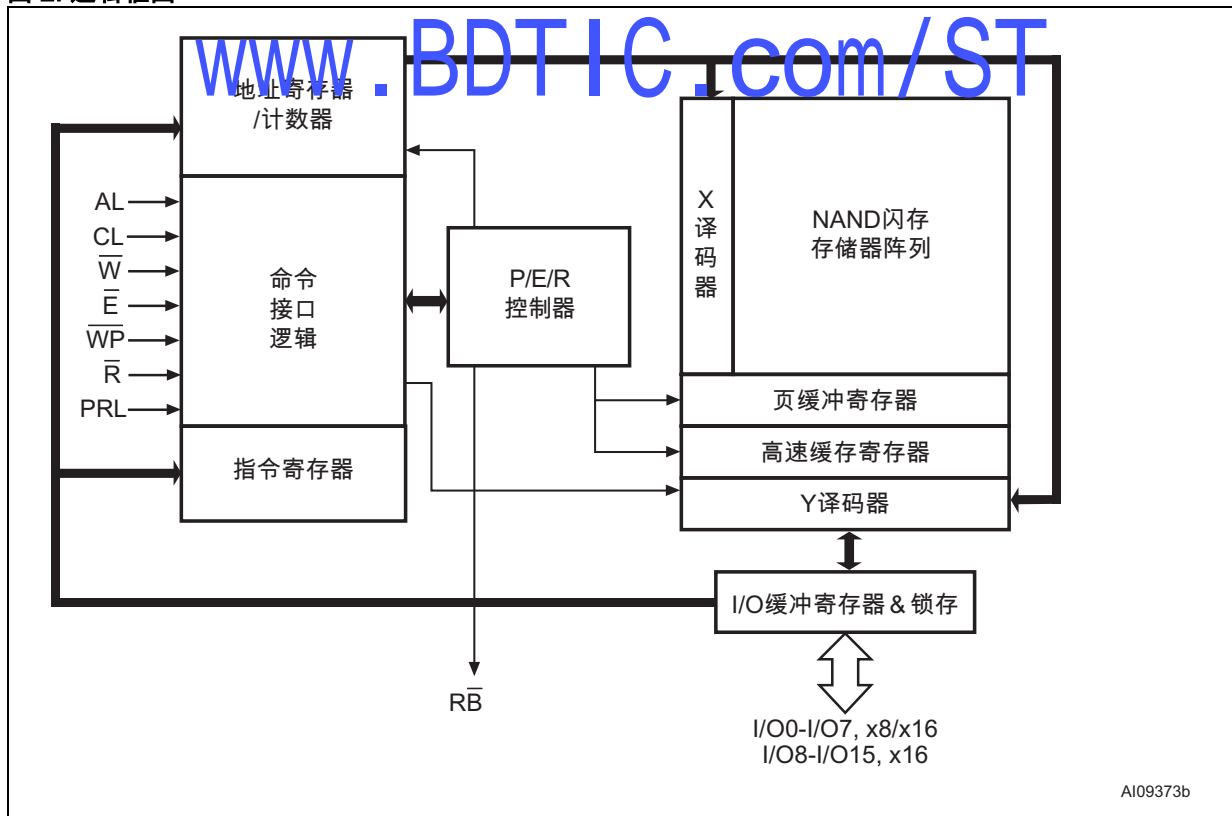 www.BDTIC.com/ST
地址寄存器
/计数器
AL
CL
W̅
E̅
W̅P̅
R̅
PRL
命令
接口
逻辑
指令寄存器
P/E/R
控制器
X
译
码
器
NAND闪存
存储器阵列
页缓冲寄存器
高速缓存寄存器
Y译码器
I/O缓冲寄存器&锁存
RB̅
I/O0-I/O7, x8/x16
I/O8-I/O15, x16
AI09373b